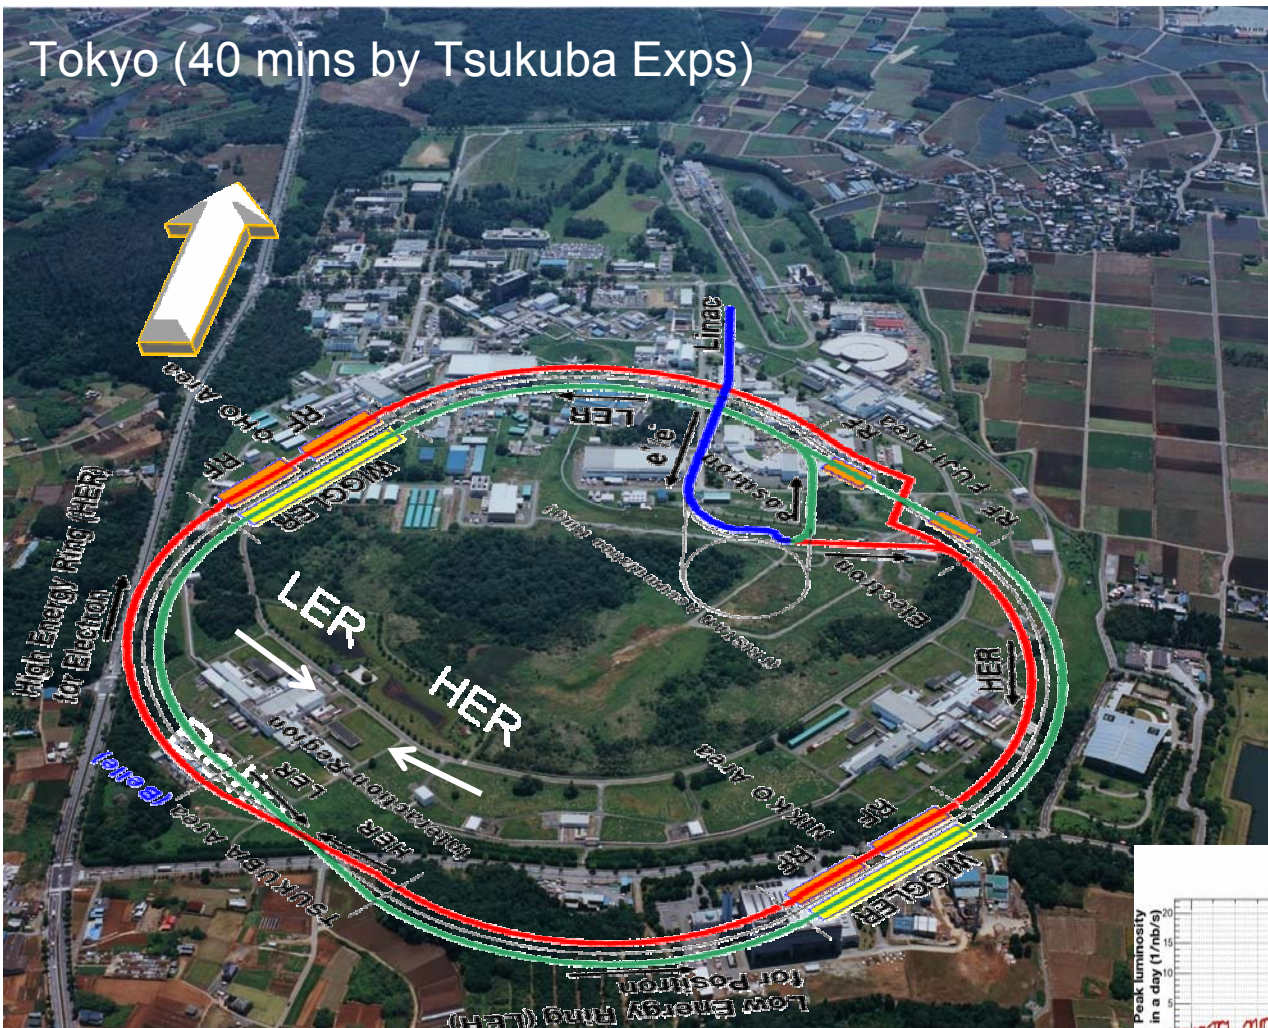 Tokyo (40 mins by Tsukuba Exps)
Linac
OHO Area
RF
RF
LER
e+/e-
RF
FUJI Area
RF
WIGGLER
Positron
Electron
High Energy Ring (HER)
for Electron
LER
HER
HER
Interaction Region
NIKKO Area
LER
HER
RF
RF
(Belle)
TSUKUBA Area
WIGGLER
for Positron
Low Energy Ring (LER)
Peak luminosity
in a day (1/nb/s)
20
15
10
5